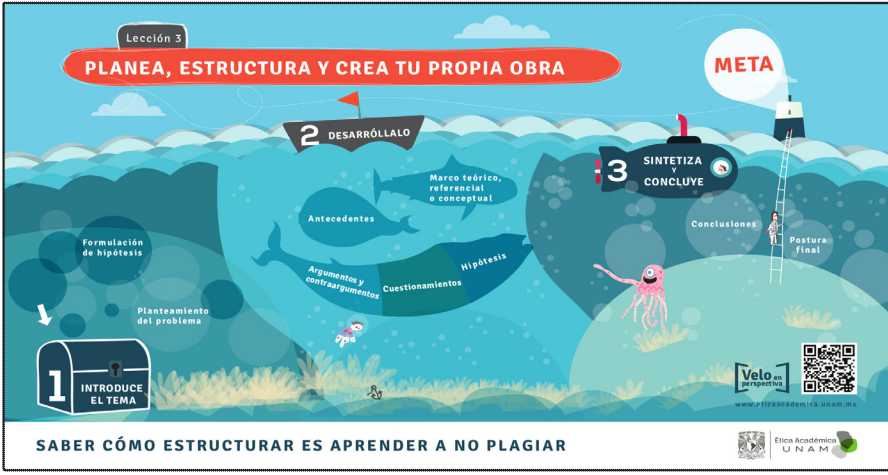 Lección 3
PLANEA, ESTRUCTURA Y CREA TU PROPIA OBRA
META
2 DESARRÓLLALO
3 SINTETIZA
Y
CONCLUYE
Marco teórico,
referencial
o conceptual
Antecedentes
Argumentos y
contraargumentos
Cuestionamientos
Hipótesis
Formulación
de hipótesis
Planteamiento
del problema
Conclusiones
Postura
final
1 INTRODUCE
EL TEMA
Velo en
perspectiva
www.eticaacademica.unam.mx
SABER CÓMO ESTRUCTURAR ES APRENDER A NO PLAGIAR
Ética Académica
UNAM